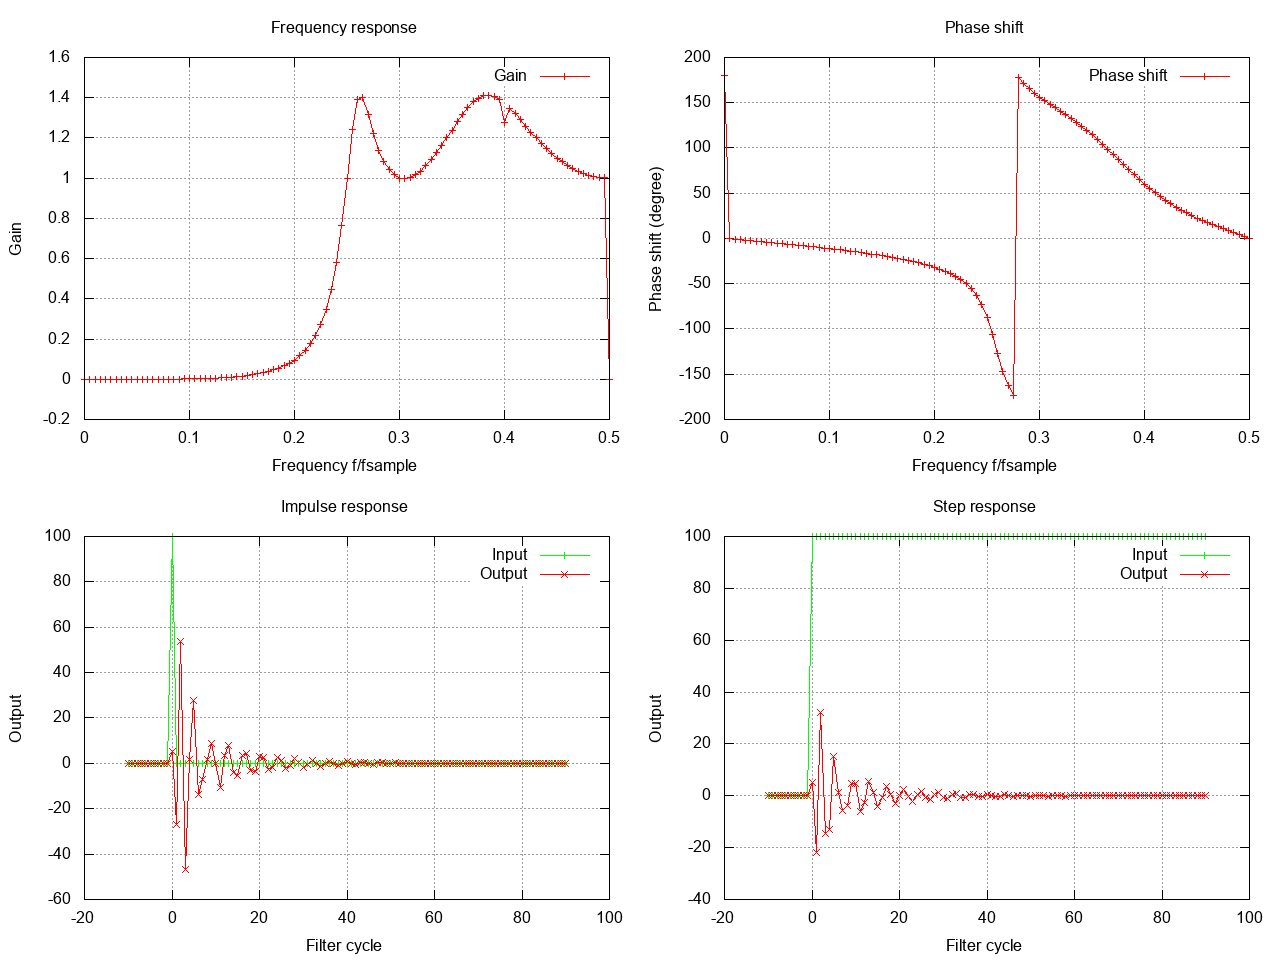 Frequency response
Gain
1.6
1.4
1.2
1
0.8
0.6
0.4
0.2
0
-0.2
Gain
0 0.1 0.2 0.3 0.4 0.5
Frequency f/fsample
Phase shift
Phase shift
200
150
100
50
0
-50
-100
-150
-200
Phase shift (degree)
0 0.1 0.2 0.3 0.4 0.5
Frequency f/fsample
Impulse response
Input
Output
100
80
60
40
20
0
-20
-40
-60
Output
-20 0 20 40 60 80 100
Filter cycle
Step response
Input
Output
100
80
60
40
20
0
-20
-40
Output
-20 0 20 40 60 80 100
Filter cycle